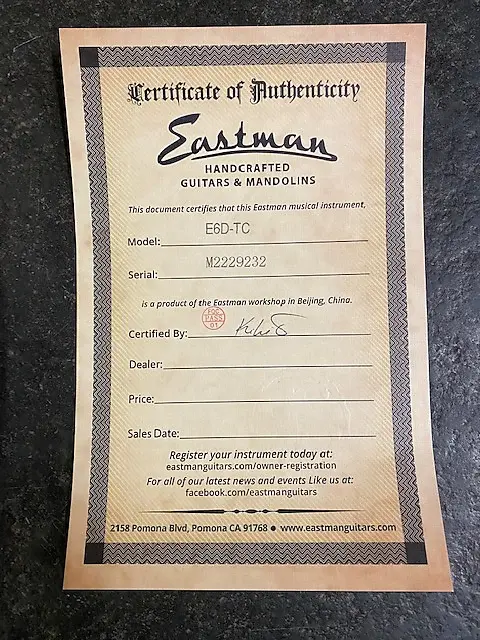 Certificate of Authenticity
Eastman
HANDCRAFTED
GUITARS & MANDOLINS
This document certifies that this Eastman musical instrument,
Model: E6D-TC
Serial: M2229232
is a product of the Eastman workshop in Beijing, China.
Certified By: PASS 01
Dealer:
Price:
Sales Date:
Register your instrument today at:
eastmanguitars.com/owner-registration
For all of our latest news and events Like us at:
facebook.com/eastmanguitars
2158 Pomona Blvd, Pomona CA 91768 ● www.eastmanguitars.com